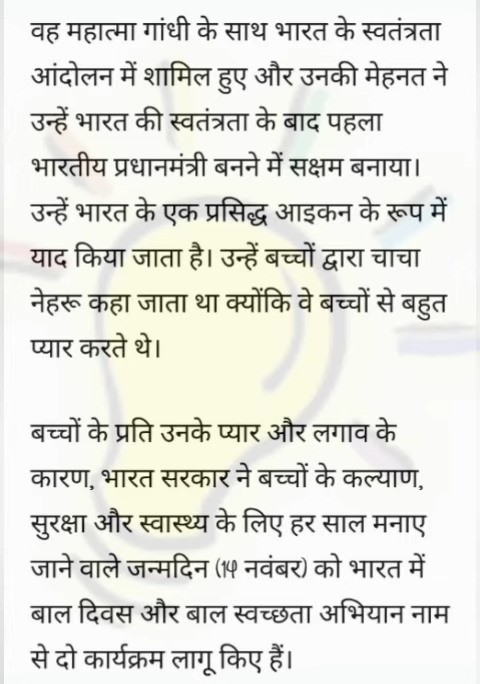 वह महात्मा गांधी के साथ भारत के स्वतंत्रता
आंदोलन में शामिल हुए और उनकी मेहनत ने
उन्हें भारत की स्वतंत्रता के बाद पहला
भारतीय प्रधानमंत्री बनने में सक्षम बनाया।
उन्हें भारत के एक प्रसिद्ध आइकन के रूप में
याद किया जाता है। उन्हें बच्चों द्वारा चाचा
नेहरू कहा जाता था क्योंकि वे बच्चों से बहुत
प्यार करते थे।
बच्चों के प्रति उनके प्यार और लगाव के
कारण, भारत सरकार ने बच्चों के कल्याण,
सुरक्षा और स्वास्थ्य के लिए हर साल मनाए
जाने वाले जन्मदिन (14 नवंबर) को भारत में
बाल दिवस और बाल स्वच्छता अभियान नाम
से दो कार्यक्रम लागू किए हैं।